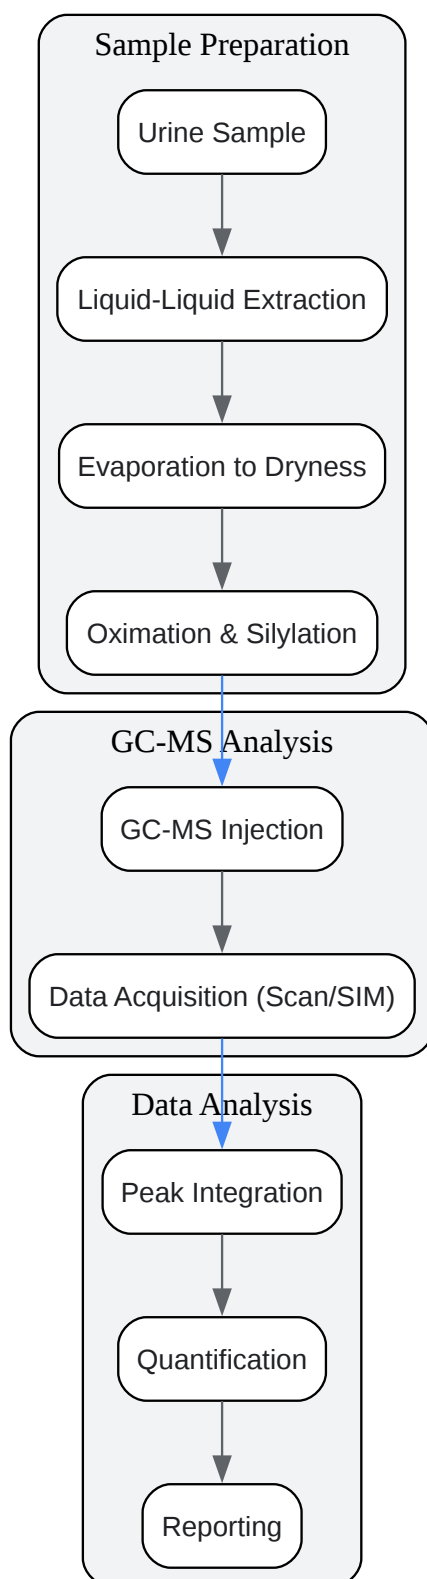 Sample Preparation
Urine Sample
Liquid-Liquid Extraction
Evaporation to Dryness
Oximation & Silylation
GC-MS Analysis
GC-MS Injection
Data Acquisition (Scan/SIM)
Data Analysis
Peak Integration
Quantification
Reporting